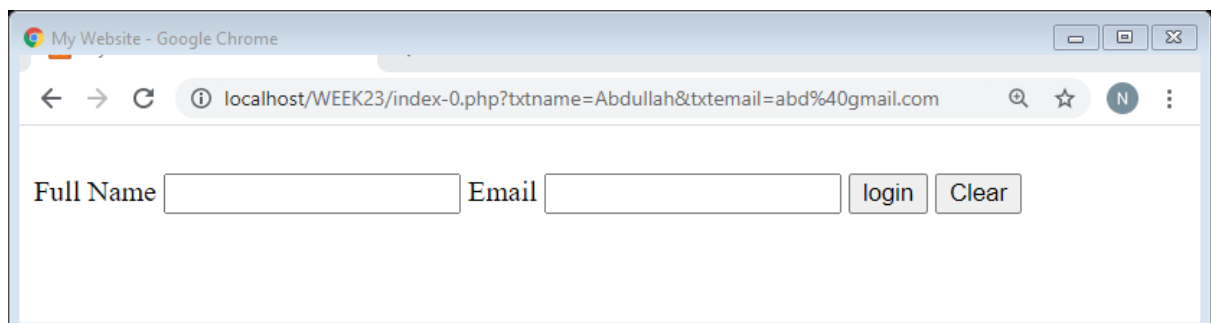 My Website - Google Chrome
localhost/WEEK23/index-0.php?txtname=Abdullah&txtemail=abd%40gmail.com N
Full Name Email login Clear